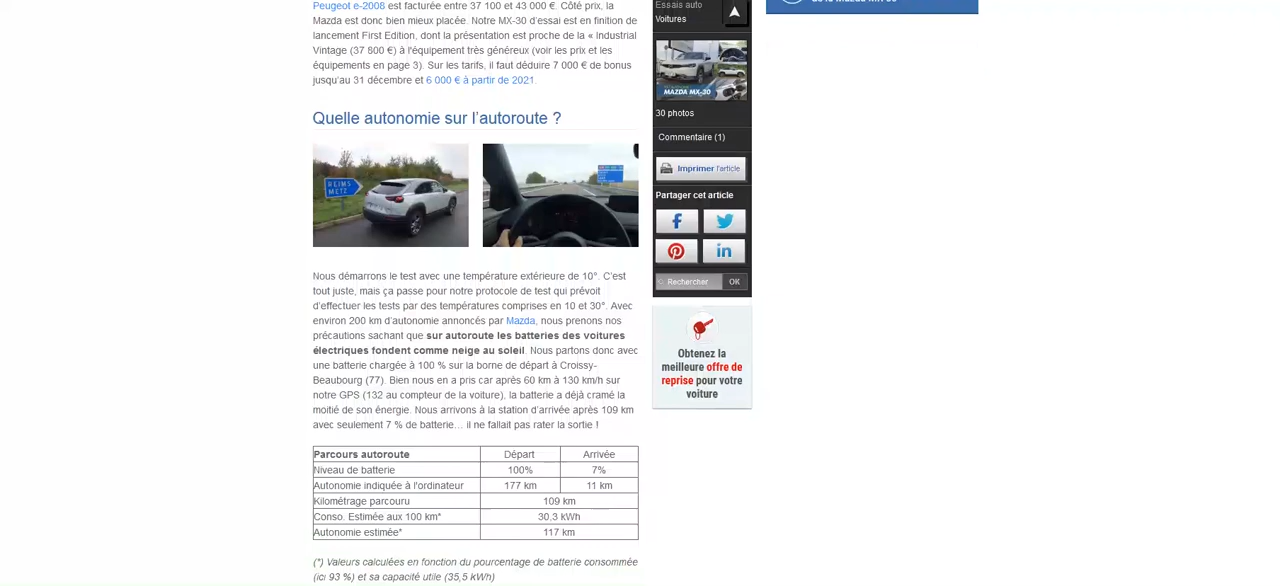 Peugeot e-2008 est facturée entre 37 100 et 43 000 €. Côté prix, la
Mazda est donc bien mieux placée. Notre MX-30 d'essai est en finition de
lancement First Edition, dont la présentation est proche de la « Industrial
Vintage (37 800 €) à l'équipement très généreux (voir les prix et les
équipements en page 3). Sur les tarifs, il faut déduire 7 000 € de bonus
jusqu'au 31 décembre et 6 000 € à partir de 2021.
Quelle autonomie sur l'autoroute ?
REIMS
METZ
Nous démarrons le test avec une température extérieure de 10°. C'est
tout juste, mais ça passe pour notre protocole de test qui prévoit
d'effectuer les tests par des températures comprises en 10 et 30°. Avec
environ 200 km d'autonomie annoncés par Mazda, nous prenons nos
précautions sachant que sur autoroute les batteries des voitures
électriques fondent comme neige au soleil. Nous partons donc avec
une batterie chargée à 100 % sur la borne de départ à Croissy-
Beaubourg (77). Bien nous en a pris car après 60 km à 130 km/h sur
notre GPS (132 au compteur de la voiture), la batterie a déjà cramé la
moitié de son énergie. Nous arrivons à la station d'arrivée après 109 km
avec seulement 7 % de batterie… il ne fallait pas rater la sortie !
Parcours autoroute Départ Arrivée
Niveau de batterie 100% 7%
Autonomie indiquée à l'ordinateur 177 km 11 km
Kilométrage parcouru 109 km
Conso. Estimée aux 100 km* 30,3 kWh
Autonomie estimée* 117 km
(*) Valeurs calculées en fonction du pourcentage de batterie consommée
(ici 93 %) et sa capacité utile (35,5 kWh)
Essais auto
Voitures
MAZDA MX-30
30 photos
Commentaire (1)
Imprimer l'article
Partager cet article
Rechercher OK
Obtenez la
meilleure offre de
reprise pour votre
voiture